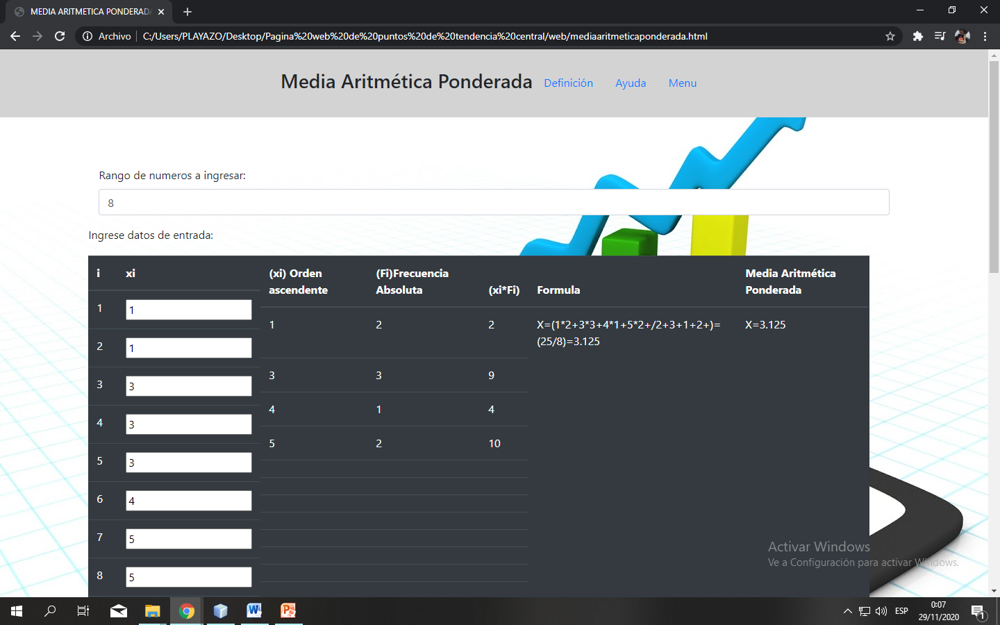 MEDIA ARITMETICA PONDERADA
Archivo
C:/Users/PLAYAZO/Desktop/Pagina%20web%20de%20puntos%20de%20tendencia%20central/web/mediaaritmeticaponderada.html
Media Aritmética Ponderada
Definición
Ayuda
Menu
Rango de numeros a ingresar:
8
Ingrese datos de entrada:
i
xi
1
1
2
1
3
3
4
3
5
3
6
4
7
5
8
5
(xi) Orden
ascendente
(Fi)Frecuencia
Absoluta
(xi*Fi)
Formula
Media Aritmética
Ponderada
1
2
2
X=(1*2+3*3+4*1+5*2+/2+3+1+2+)=
(25/8)=3.125
X=3.125
3
3
9
4
1
4
5
2
10
Activar Windows
Ve a Configuración para activar Windows.
ESP
0:07
29/11/2020
1